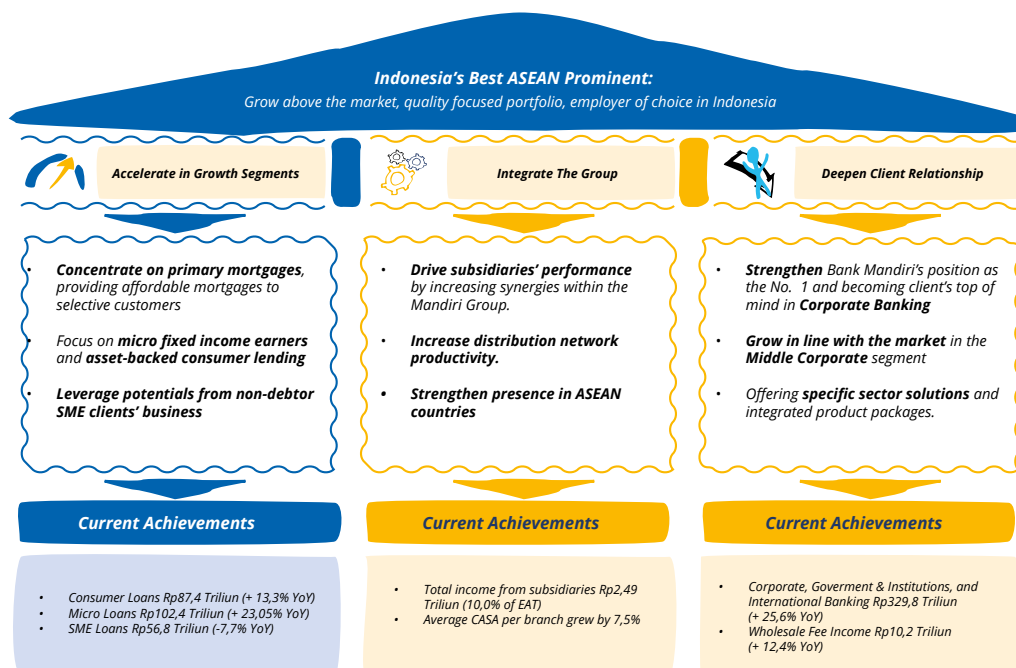 Indonesia's Best ASEAN Prominent:
Grow above the market, quality focused portfolio, employer of choice in Indonesia
Accelerate in Growth Segments
Integrate The Group
Deepen Client Relationship
• Concentrate on primary mortgages,
providing affordable mortgages to
selective customers
• Focus on micro fixed income earners
and asset-backed consumer lending
• Leverage potentials from non-debtor
SME clients' business
• Drive subsidiaries' performance
by increasing synergies within the
Mandiri Group.
• Increase distribution network
productivity.
• Strengthen presence in ASEAN
countries
• Strengthen Bank Mandiri's position as
the No. 1 and becoming client's top of
mind in Corporate Banking
• Grow in line with the market in the
Middle Corporate segment
• Offering specific sector solutions and
integrated product packages.
Current Achievements
Current Achievements
Current Achievements
• Consumer Loans Rp87,4 Triliun (+ 13,3% YoY)
• Micro Loans Rp102,4 Triliun (+ 23,05% YoY)
• SME Loans Rp56,8 Triliun (-7,7% YoY)
• Total income from subsidiaries Rp2,49
Triliun (10,0% of EAT)
• Average CASA per branch grew by 7,5%
• Corporate, Goverment & Institutions, and
International Banking Rp329,8 Triliun
(+ 25,6% YoY)
• Wholesale Fee Income Rp10,2 Triliun
(+ 12,4% YoY)